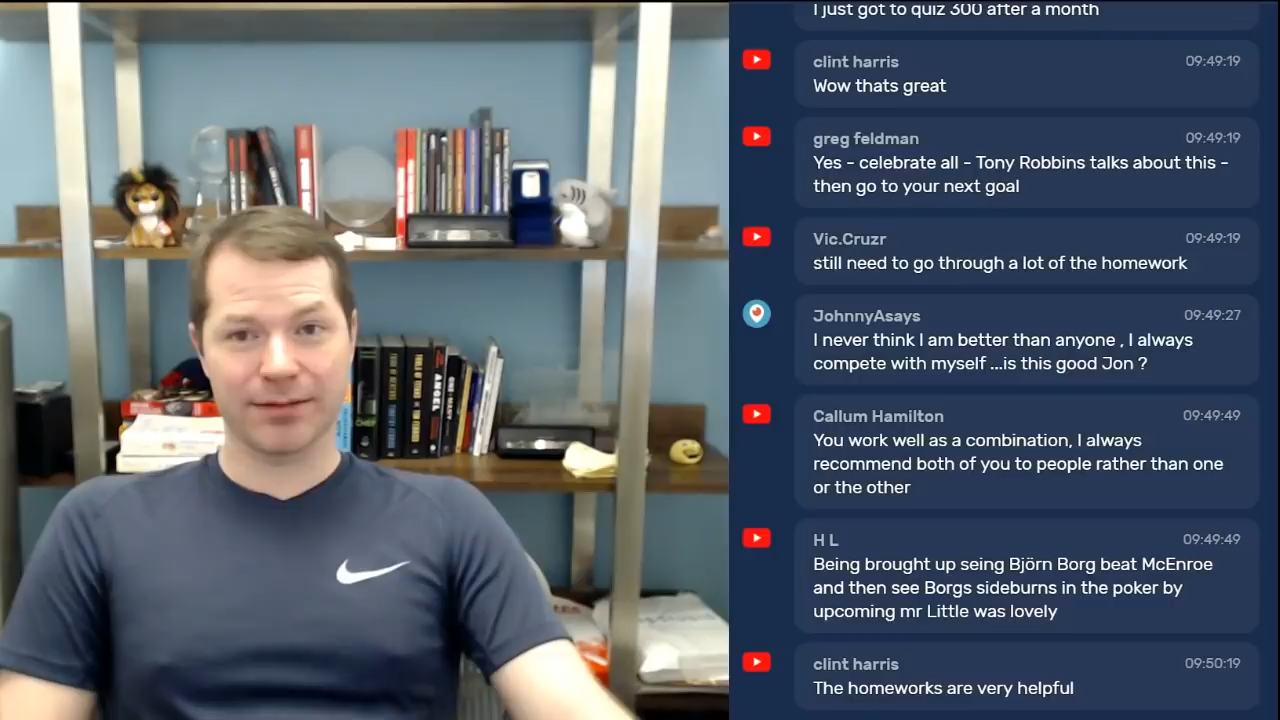 I just got to quiz 300 after a month
clint harris 09:49:19
Wow thats great
greg feldman 09:49:19
Yes - celebrate all - Tony Robbins talks about this -
then go to your next goal
Vic.Cruzr 09:49:19
still need to go through a lot of the homework
JohnnyAsays 09:49:27
I never think I am better than anyone , I always
compete with myself ...is this good Jon ?
Callum Hamilton 09:49:49
You work well as a combination, I always
recommend both of you to people rather than one
or the other
H L 09:49:49
Being brought up seing Björn Borg beat McEnroe
and then see Borgs sideburns in the poker by
upcoming mr Little was lovely
clint harris 09:50:19
The homeworks are very helpful
ANGEL